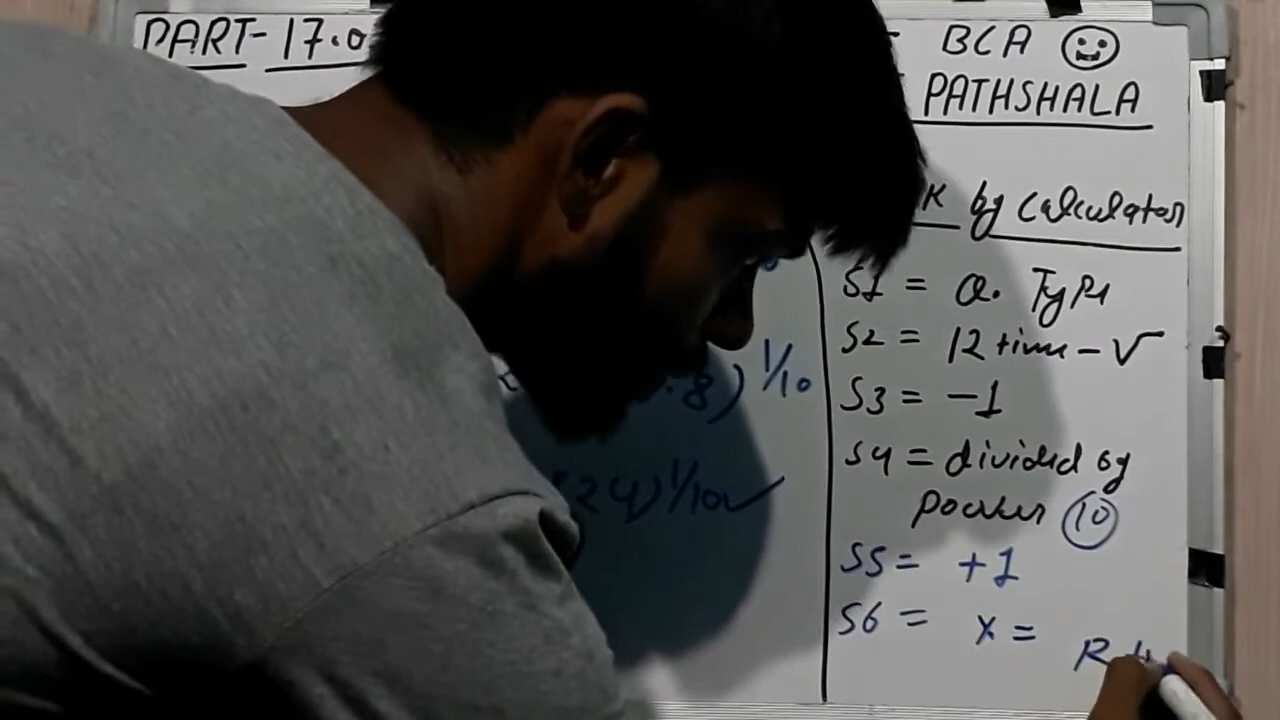 PART-17.0
BCA
PATHSHALA
K by Calculator
S1 = Q. Type
S2 = 12 time - √
S3 = -1
S4 = divided by
power 10
S5 = +1
S6 = x =
.8) 1/10
24) 1/10